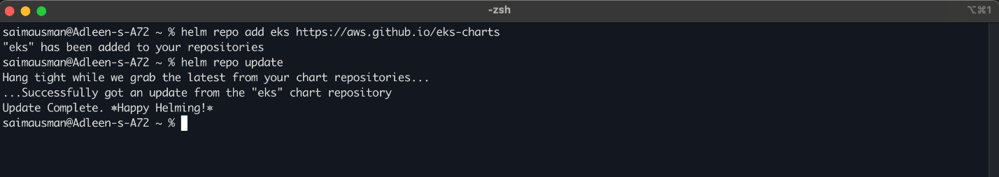 -zsh
⌥⌘1
saimausman@Adleen-s-A72 ~ % helm repo add eks https://aws.github.io/eks-charts
"eks" has been added to your repositories
saimausman@Adleen-s-A72 ~ % helm repo update
Hang tight while we grab the latest from your chart repositories...
...Successfully got an update from the "eks" chart repository
Update Complete. ⎈Happy Helming!⎈
saimausman@Adleen-s-A72 ~ %